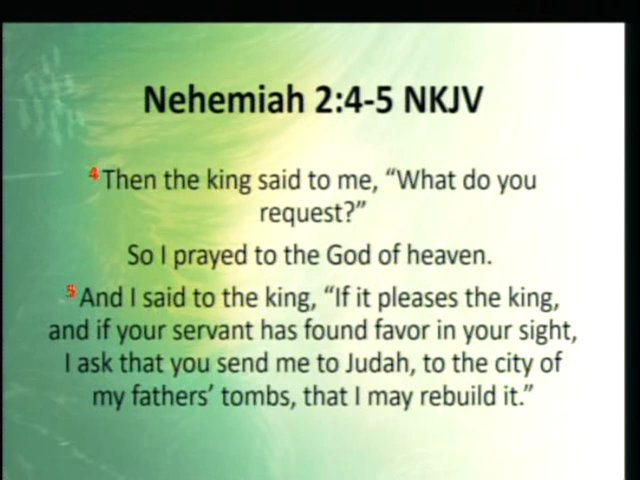 Nehemiah 2:4-5 NKJV
4 Then the king said to me, “What do you
request?”
So I prayed to the God of heaven.
5 And I said to the king, “If it pleases the king,
and if your servant has found favor in your sight,
I ask that you send me to Judah, to the city of
my fathers’ tombs, that I may rebuild it.”